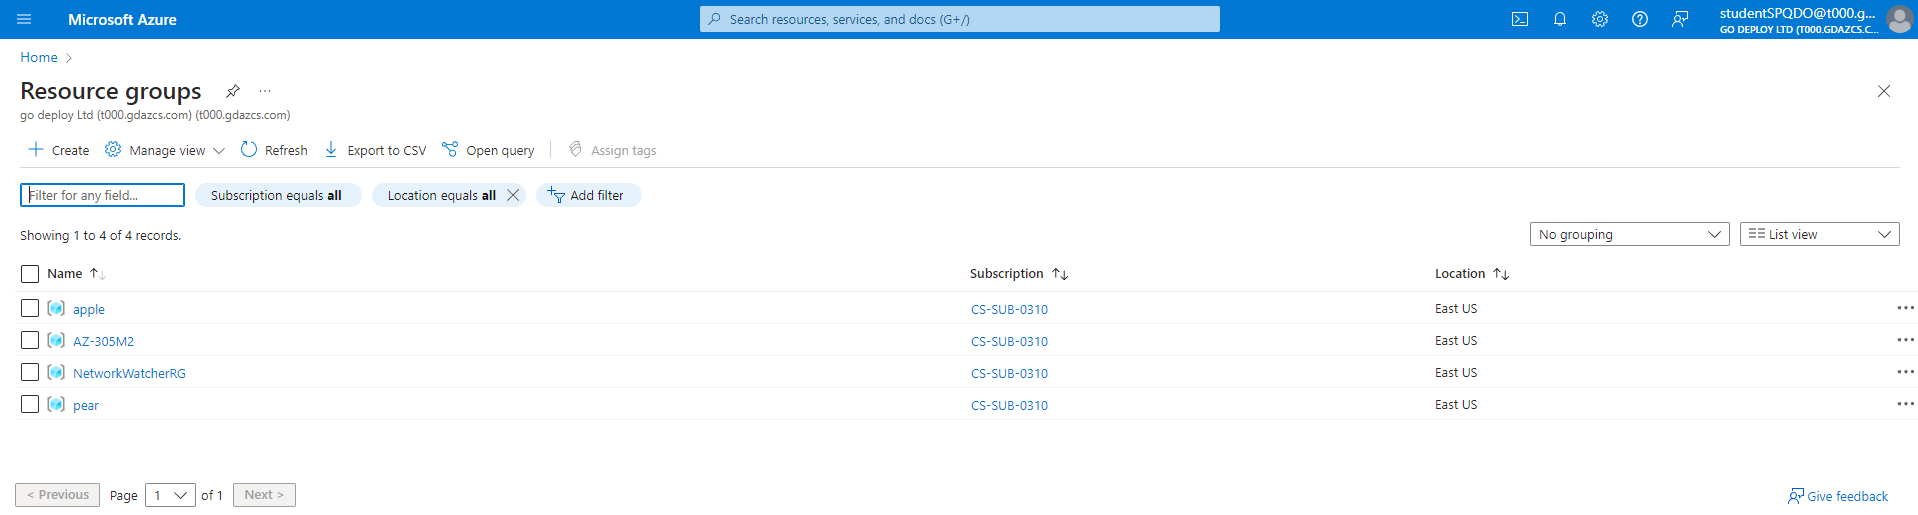 Microsoft Azure
Search resources, services, and docs (G+/)
studentSPQDO@t000.g...
GO DEPLOY LTD (T000.GDAZCS.C...
Home >
Resource groups
...
go deploy Ltd (t000.gdazcs.com) (t000.gdazcs.com)
Create
Manage view
Refresh
Export to CSV
Open query
Assign tags
Filter for any field...
Subscription equals all
Location equals all
Add filter
Showing 1 to 4 of 4 records.
No grouping
List view
Name Subscription Location
apple CS-SUB-0310 East US
AZ-305M2 CS-SUB-0310 East US
NetworkWatcherRG CS-SUB-0310 East US
pear CS-SUB-0310 East US
< Previous Page 1 of 1 Next >
Give feedback